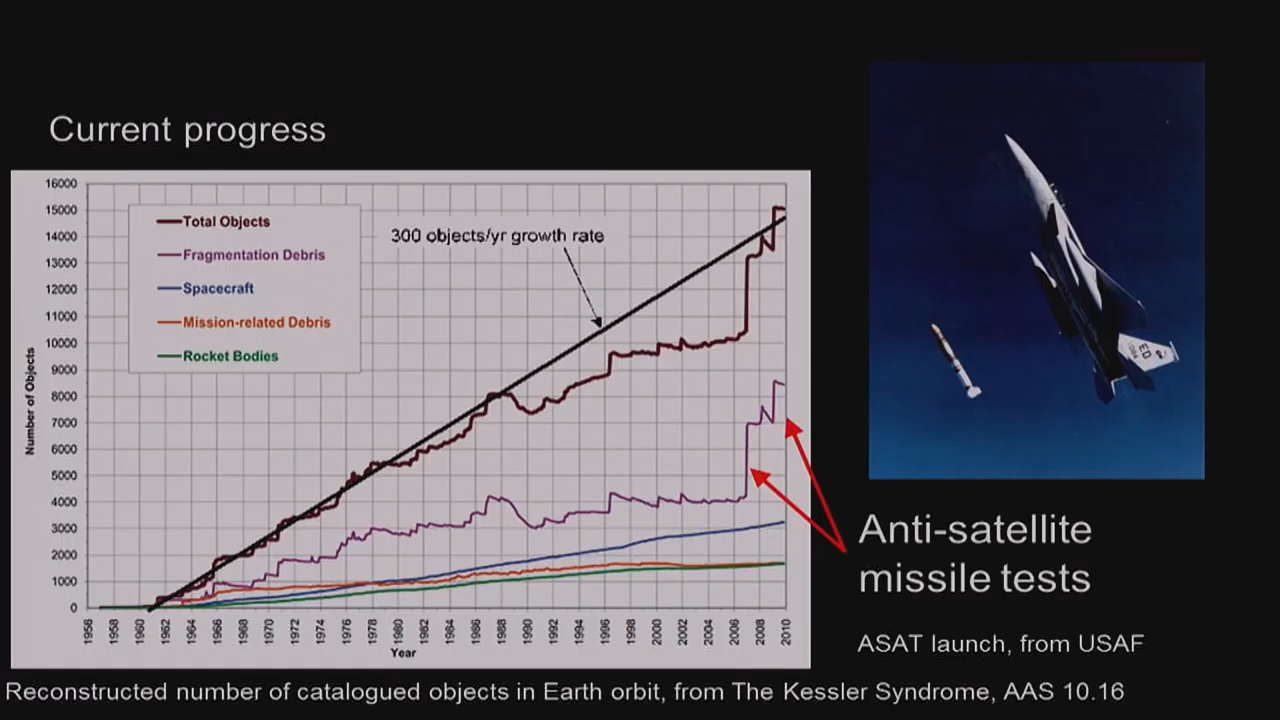 Current progress
16000
15000
14000
13000
12000
11000
10000
9000
8000
7000
6000
5000
4000
3000
2000
1000
0
Number of Objects
Total Objects
Fragmentation Debris
Spacecraft
Mission-related Debris
Rocket Bodies
300 objects/yr growth rate
1956 1958 1960 1962 1964 1966 1968 1970 1972 1974 1976 1978 1980 1982 1984 1986 1988 1990 1992 1994 1996 1998 2000 2002 2004 2006 2008 2010
Year
ED
Anti-satellite
missile tests
ASAT launch, from USAF
Reconstructed number of catalogued objects in Earth orbit, from The Kessler Syndrome, AAS 10.16